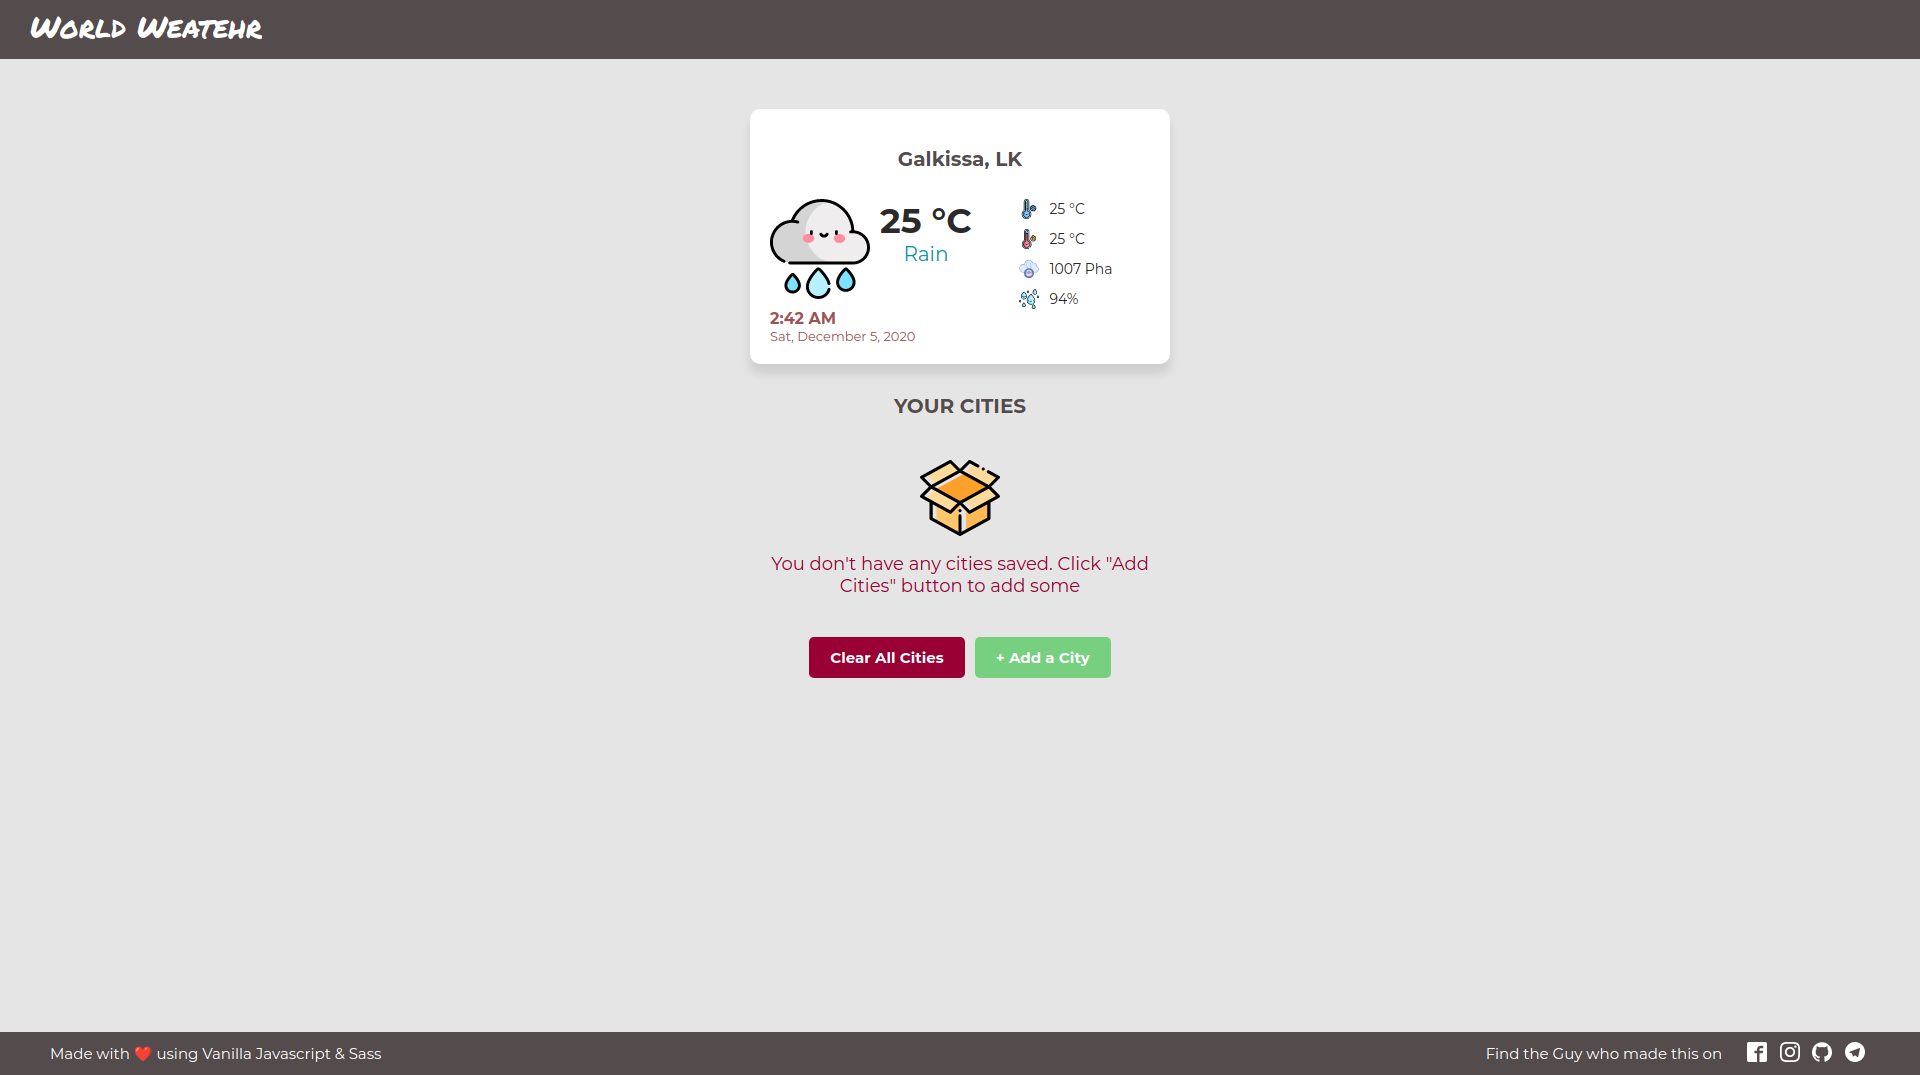 World Weatehr
Galkissa, LK
25 °C
Rain
25 °C
25 °C
1007 Pha
94%
2:42 AM
Sat, December 5, 2020
YOUR CITIES
You don't have any cities saved. Click "Add
Cities" button to add some
Clear All Cities
+ Add a City
Made with ❤️ using Vanilla Javascript & Sass
Find the Guy who made this on